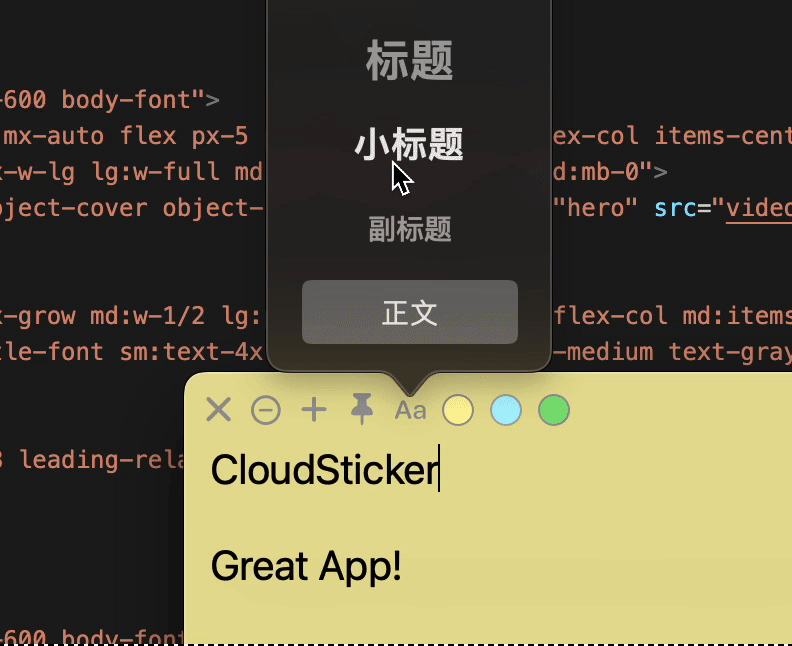 标题
-600 body-font">
mx-auto flex px-5
ex-col items-cent
小标题
x-w-lg lg:w-full md
d:mb-0">
bject-cover object-
"hero" src="video
副标题
x-grow md:w-1/2 lg:
正文
flex-col md:items
tle-font sm:text-4x
-medium text-gray
Aa
3 leading-rela
CloudSticker
Great App!
-600 body-font